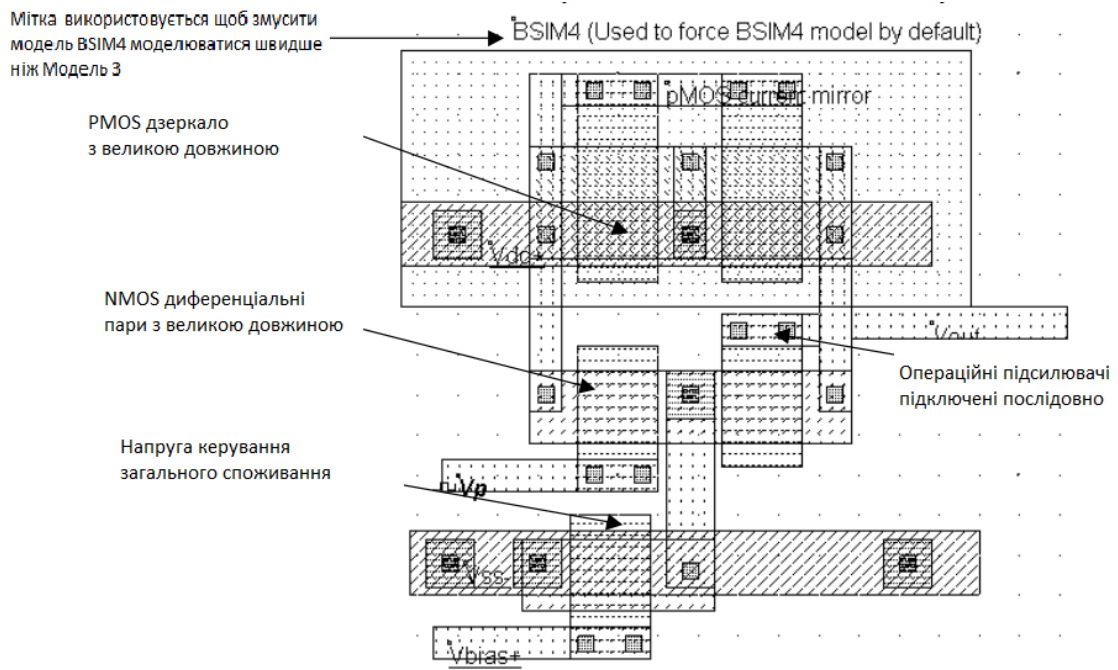 Мітка використовується щоб змусити
модель BSIM4 моделюватися швидше
ніж Модель 3
BSIM4 (Used to force BSIM4 model by default)
pMOS current mirror
PMOS дзеркало
з великою довжиною
Vdd+
NMOS диференціальні
пари з великою довжиною
Vout
Операційні підсилювачі
підключені послідовно
Напруга керування
загального споживання
Vp
Vss-
Vbias+